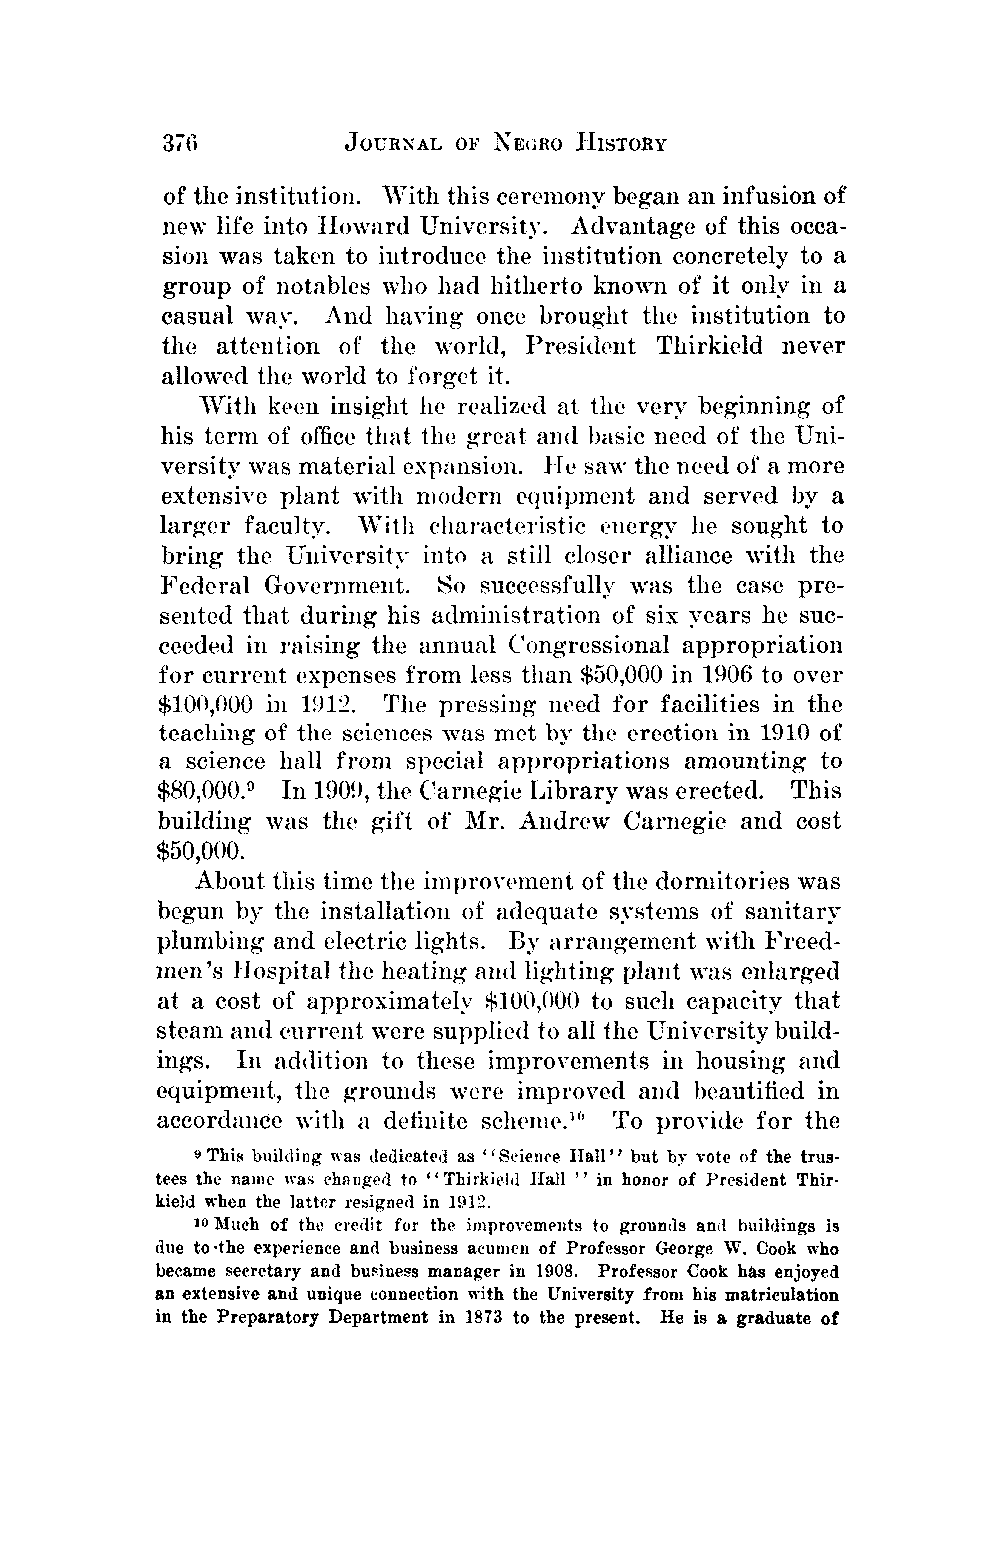 376 JOURNAL OF NEGRO HISTORY
of the institution. With this ceremony began an infusion of
new life into Howard University. Advantage of this occa-
sion was taken to introduce the institution concretely to a
group of notables who had hitherto known of it only in a
casual way. And having once brought the institution to
the attention of the world, President Thirkield never
allowed the world to forget it.
With keen insight he realized at the very beginning of
his term of office that the great and basic need of the Uni-
versity was material expansion. He saw the need of a more
extensive plant with modern equipment and served by a
larger faculty. With characteristic energy he sought to
bring the University into a still closer alliance with the
Federal Government. So successfully was the case pre-
sented that during his administration of six years he suc-
ceeded in raising the annual Congressional appropriation
for current expenses from less than $50,000 in 1906 to over
$100,000 in 1912. The pressing need for facilities in the
teaching of the sciences was met by the erection in 1910 of
a science hall from special appropriations amounting to
$80,000.⁹ In 1909, the Carnegie Library was erected. This
building was the gift of Mr. Andrew Carnegie and cost
$50,000.
About this time the improvement of the dormitories was
begun by the installation of adequate systems of sanitary
plumbing and electric lights. By arrangement with Freed-
men's Hospital the heating and lighting plant was enlarged
at a cost of approximately $100,000 to such capacity that
steam and current were supplied to all the University build-
ings. In addition to these improvements in housing and
equipment, the grounds were improved and beautified in
accordance with a definite scheme.¹⁰ To provide for the
⁹ This building was dedicated as ‘‘Science Hall’’ but by vote of the trus-
tees the name was changed to ‘‘Thirkield Hall ’’ in honor of President Thir-
kield when the latter resigned in 1912.
¹⁰ Much of the credit for the improvements to grounds and buildings is
due to the experience and business acumen of Professor George W. Cook who
became secretary and business manager in 1908. Professor Cook has enjoyed
an extensive and unique connection with the University from his matriculation
in the Preparatory Department in 1873 to the present. He is a graduate of